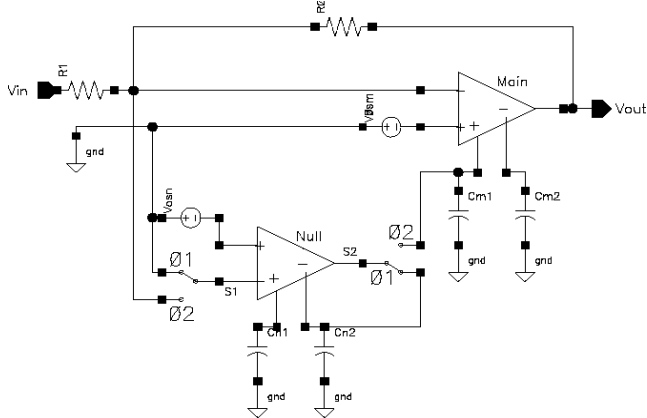 R2
R1
Vin
Main
Vout
gnd
Cm1
Cm2
Vosn
Null
Ø2
gnd
gnd
Ø1
S1
S2
Ø1
Ø2
Cn1
Cn2
gnd
gnd